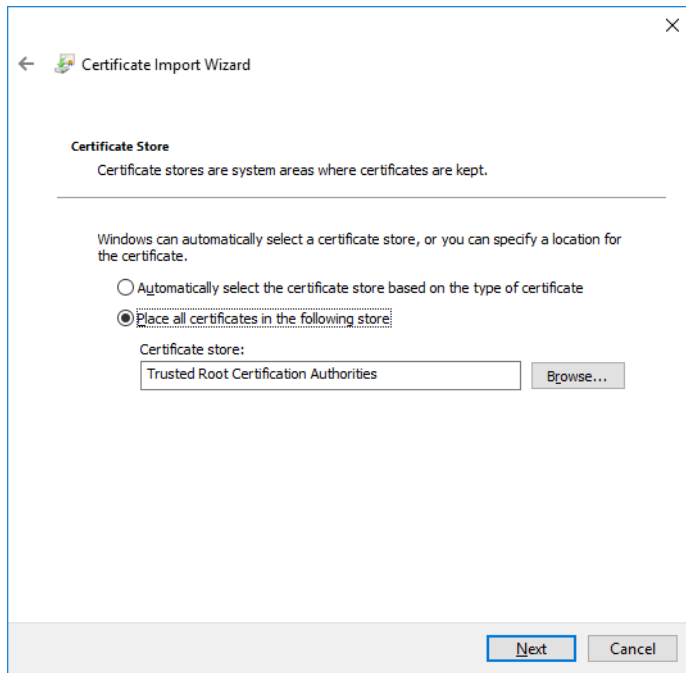 Certificate Import Wizard
Certificate Store
Certificate stores are system areas where certificates are kept.
Windows can automatically select a certificate store, or you can specify a location for
the certificate.
Automatically select the certificate store based on the type of certificate
Place all certificates in the following store
Certificate store:
Trusted Root Certification Authorities
Browse...
Next
Cancel